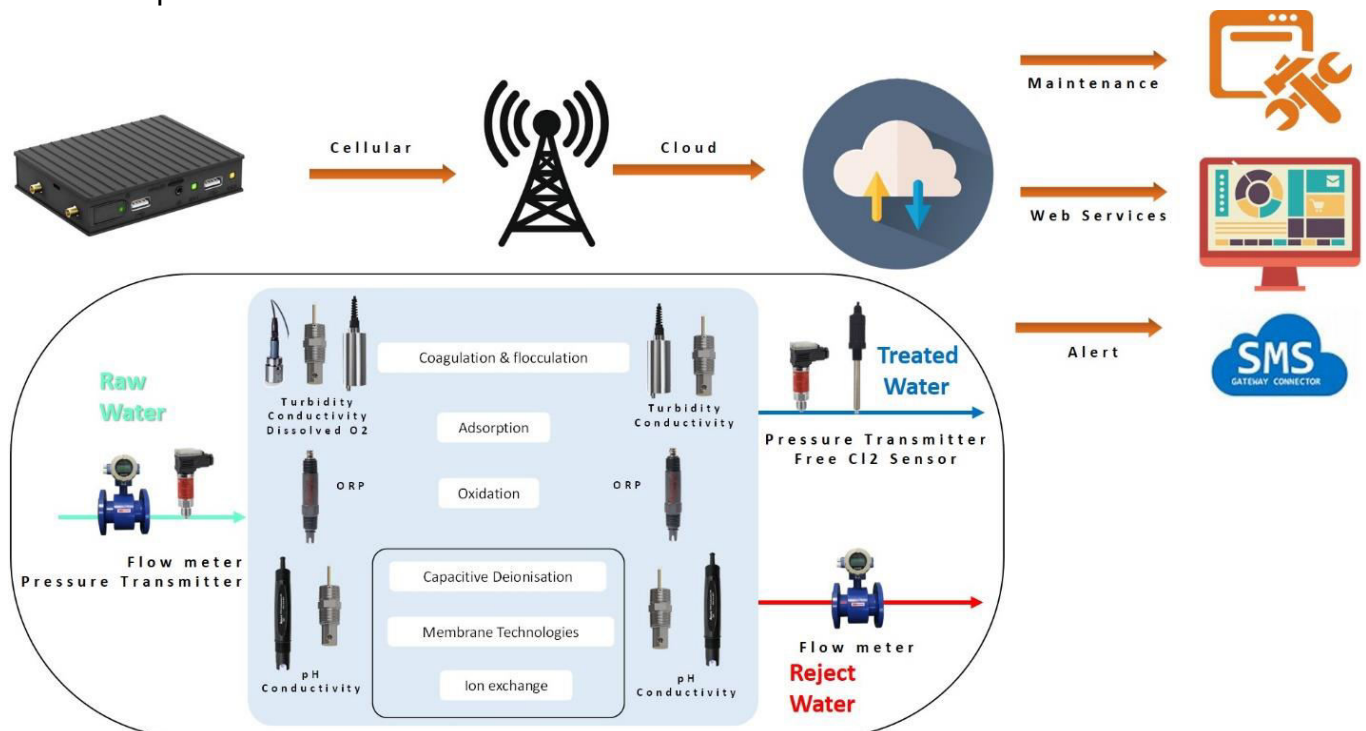 Cellular
Cloud
Maintenance
Web Services
Alert
SMS
GATEWAY CONNECTOR
Raw
Water
Flow meter
Pressure Transmitter
Turbidity
Conductivity
Dissolved O2
ORP
pH
Conductivity
Coagulation & flocculation
Adsorption
Oxidation
Capacitive Deionisation
Membrane Technologies
Ion exchange
Turbidity
Conductivity
ORP
pH
Conductivity
Treated
Water
Pressure Transmitter
Free Cl2 Sensor
Flow meter
Reject
Water